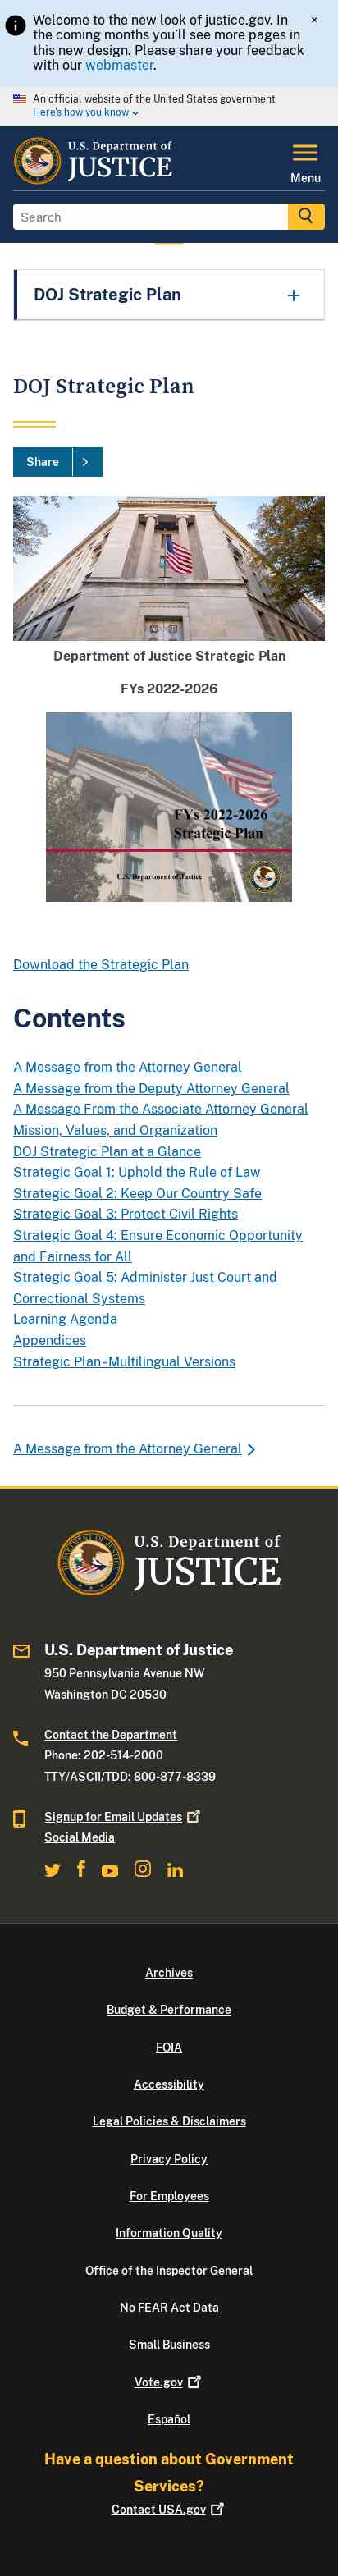 Welcome to the new look of justice.gov. In
the coming months you'll see more pages in
this new design. Please share your feedback
with our webmaster.
×
An official website of the United States government
Here's how you know
U.S. Department of
JUSTICE
Menu
Search
DOJ Strategic Plan
DOJ Strategic Plan
Share
Department of Justice Strategic Plan
FYs 2022-2026
FYs 2022-2026
Strategic Plan
U.S. Department of Justice
Download the Strategic Plan
Contents
A Message from the Attorney General
A Message from the Deputy Attorney General
A Message From the Associate Attorney General
Mission, Values, and Organization
DOJ Strategic Plan at a Glance
Strategic Goal 1: Uphold the Rule of Law
Strategic Goal 2: Keep Our Country Safe
Strategic Goal 3: Protect Civil Rights
Strategic Goal 4: Ensure Economic Opportunity
and Fairness for All
Strategic Goal 5: Administer Just Court and
Correctional Systems
Learning Agenda
Appendices
Strategic Plan - Multilingual Versions
A Message from the Attorney General
U.S. Department of
JUSTICE
U.S. Department of Justice
950 Pennsylvania Avenue NW
Washington DC 20530
Contact the Department
Phone: 202-514-2000
TTY/ASCII/TDD: 800-877-8339
Signup for Email Updates
Social Media
Archives
Budget & Performance
FOIA
Accessibility
Legal Policies & Disclaimers
Privacy Policy
For Employees
Information Quality
Office of the Inspector General
No FEAR Act Data
Small Business
Vote.gov
Español
Have a question about Government
Services?
Contact USA.gov